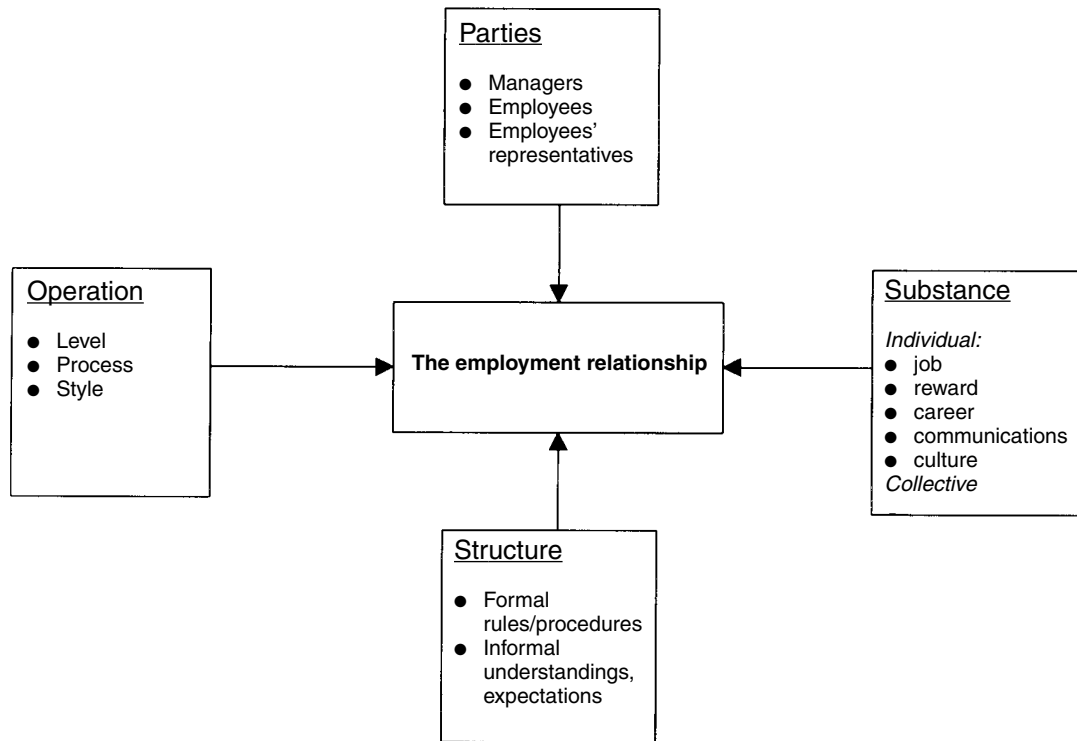 Parties
● Managers
● Employees
● Employees'
representatives
Operation
● Level
● Process
● Style
The employment relationship
Substance
Individual:
● job
● reward
● career
● communications
● culture
Collective
Structure
● Formal
rules/procedures
● Informal
understandings,
expectations